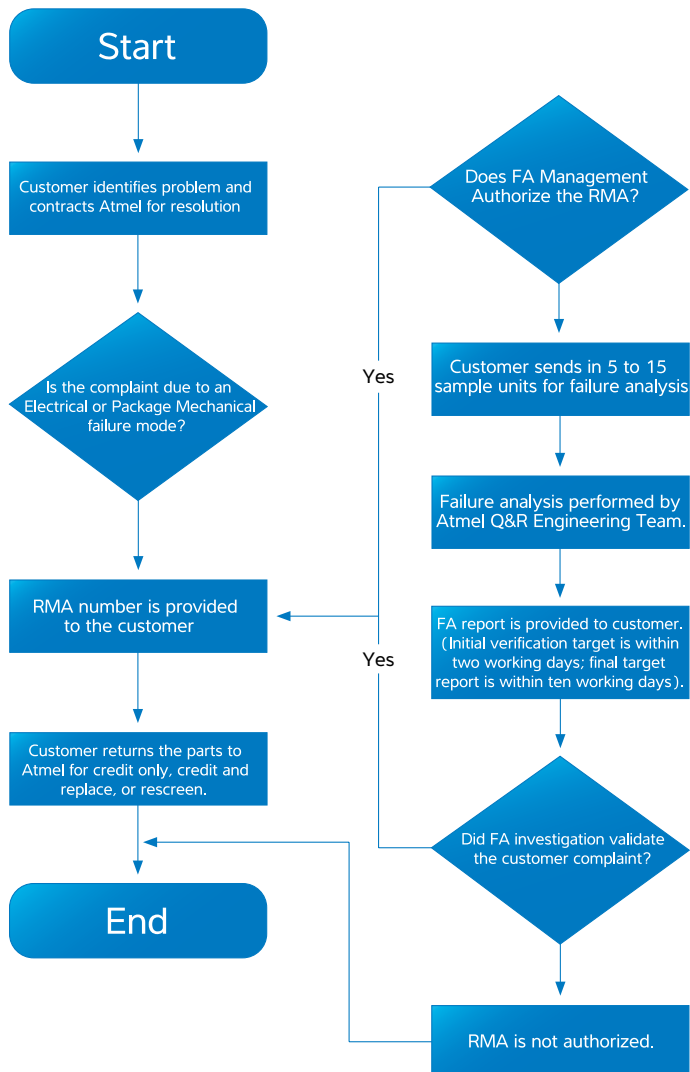 Start
Customer identifies problem and
contracts Atmel for resolution
Is the complaint due to an
Electrical or Package Mechanical
failure mode?
RMA number is provided
to the customer
Customer returns the parts to
Atmel for credit only, credit and
replace, or rescreen.
End
Does FA Management
Authorize the RMA?
Yes
Customer sends in 5 to 15
sample units for failure analysis
Failure analysis performed by
Atmel Q&R Engineering Team.
FA report is provided to customer.
(Initial verification target is within
two working days; final target
report is within ten working days).
Yes
Did FA investigation validate
the customer complaint?
RMA is not authorized.